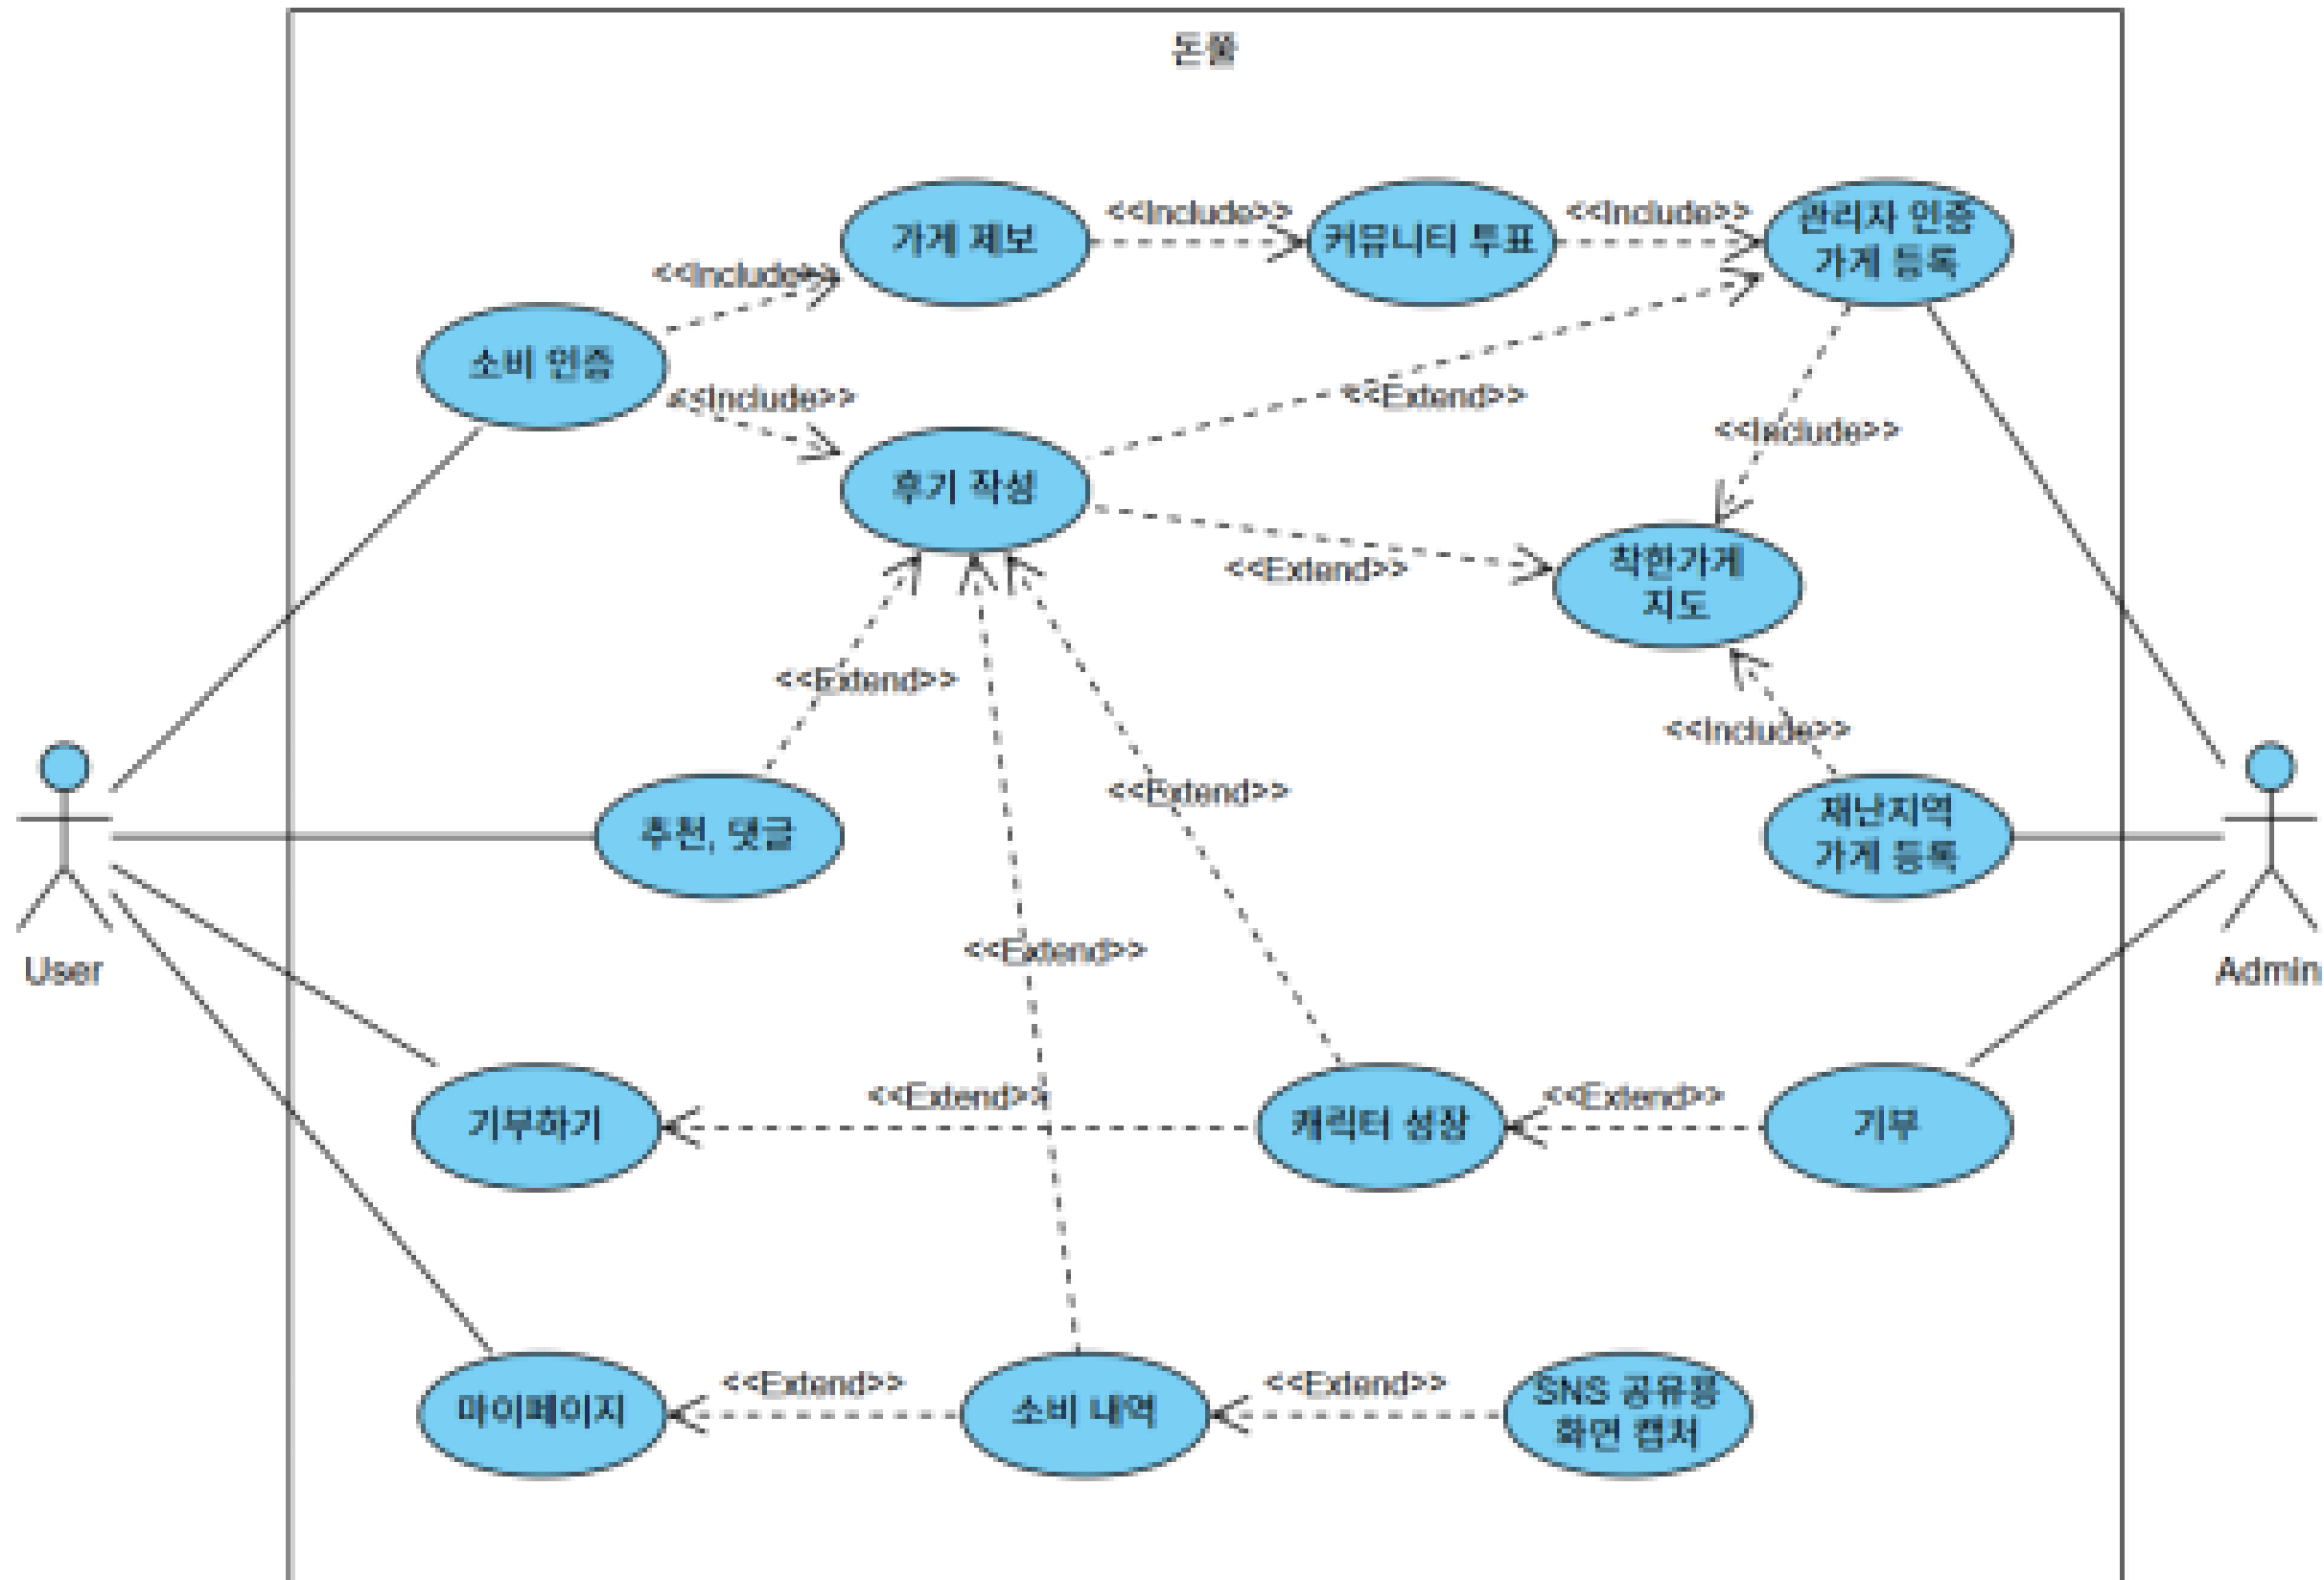 돈쭐
가게 제보
<<Include>>
커뮤니티 투표
<<Include>>
관리자 인증
가게 등록
<<Include>>
소비 인증
<<Include>>
<<Extend>>
<<Include>>
후기 작성
<<Extend>>
착한가게
지도
<<Extend>>
<<Include>>
<<Extend>>
추천, 댓글
재난지역
가게 등록
User
<<Extend>>
Admin
기부하기
<<Extend>>
캐릭터 성장
<<Extend>>
기부
마이페이지
<<Extend>>
소비 내역
<<Extend>>
SNS 공유용
화면 캡처